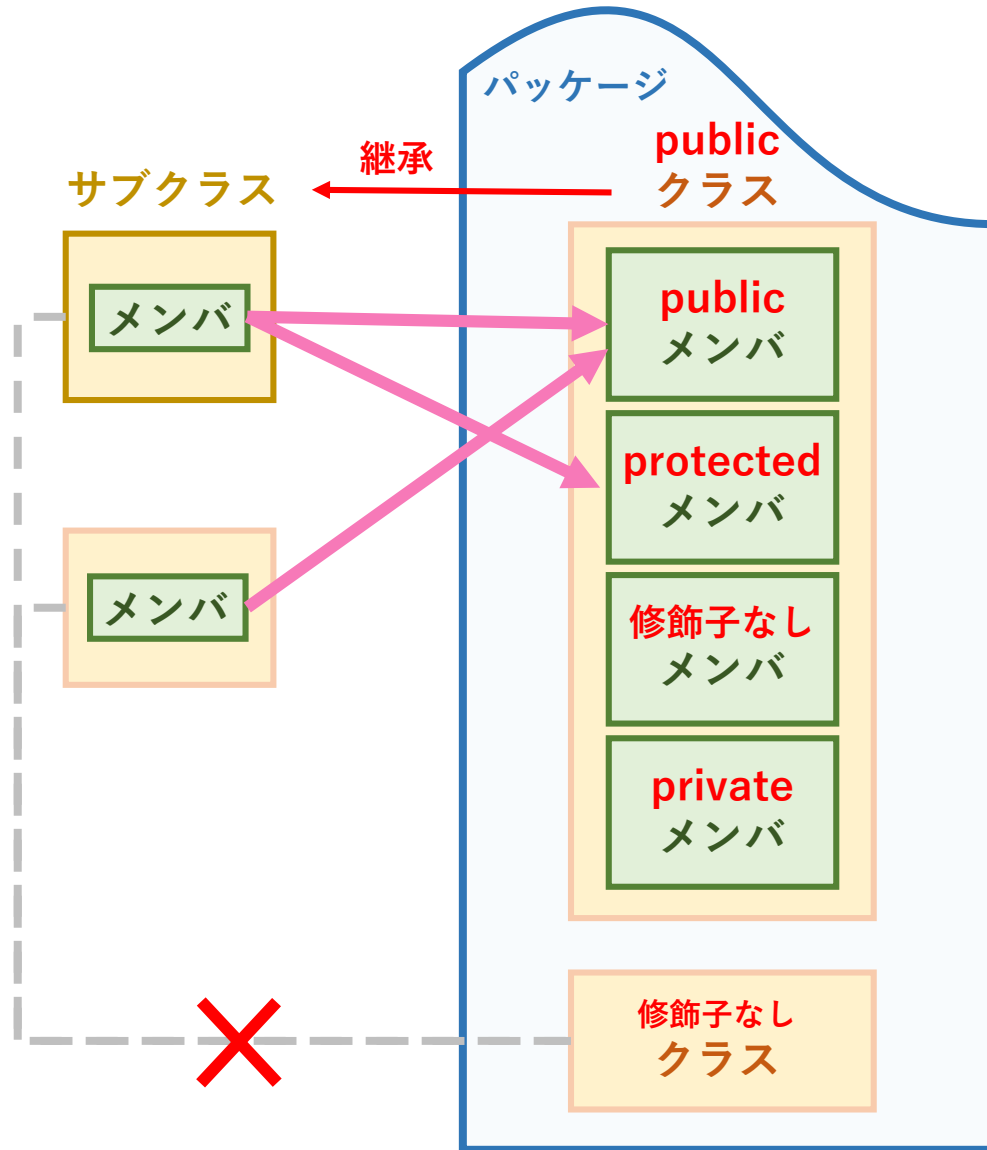 パッケージ
public
クラス
継承
サブクラス
メンバ
public
メンバ
protected
メンバ
メンバ
修飾子なし
メンバ
private
メンバ
修飾子なし
クラス